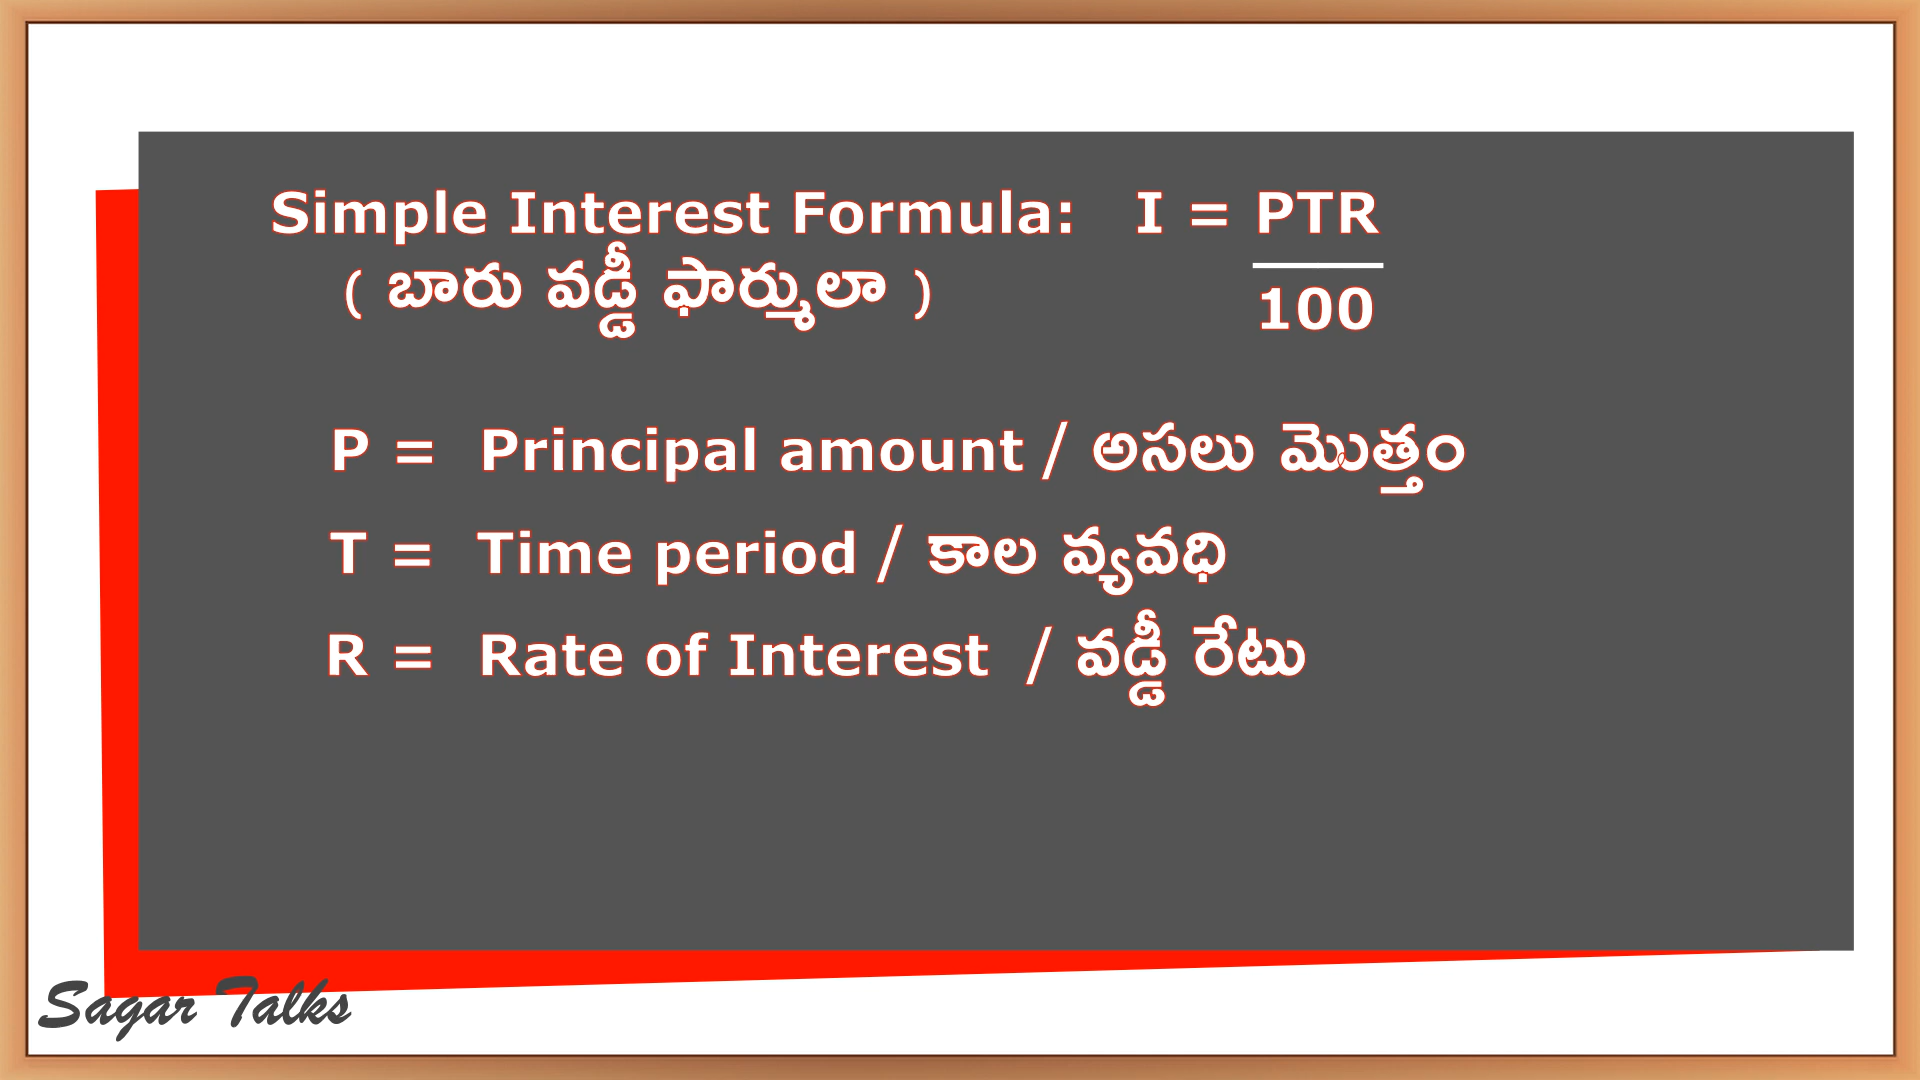 Simple Interest Formula: I = PTR
( బారు వడ్డీ ఫార్ములా )
100
P = Principal amount / అసలు మొత్తం
T = Time period / కాల వ్యవధి
R = Rate of Interest / వడ్డీ రేటు
Sagar Talks